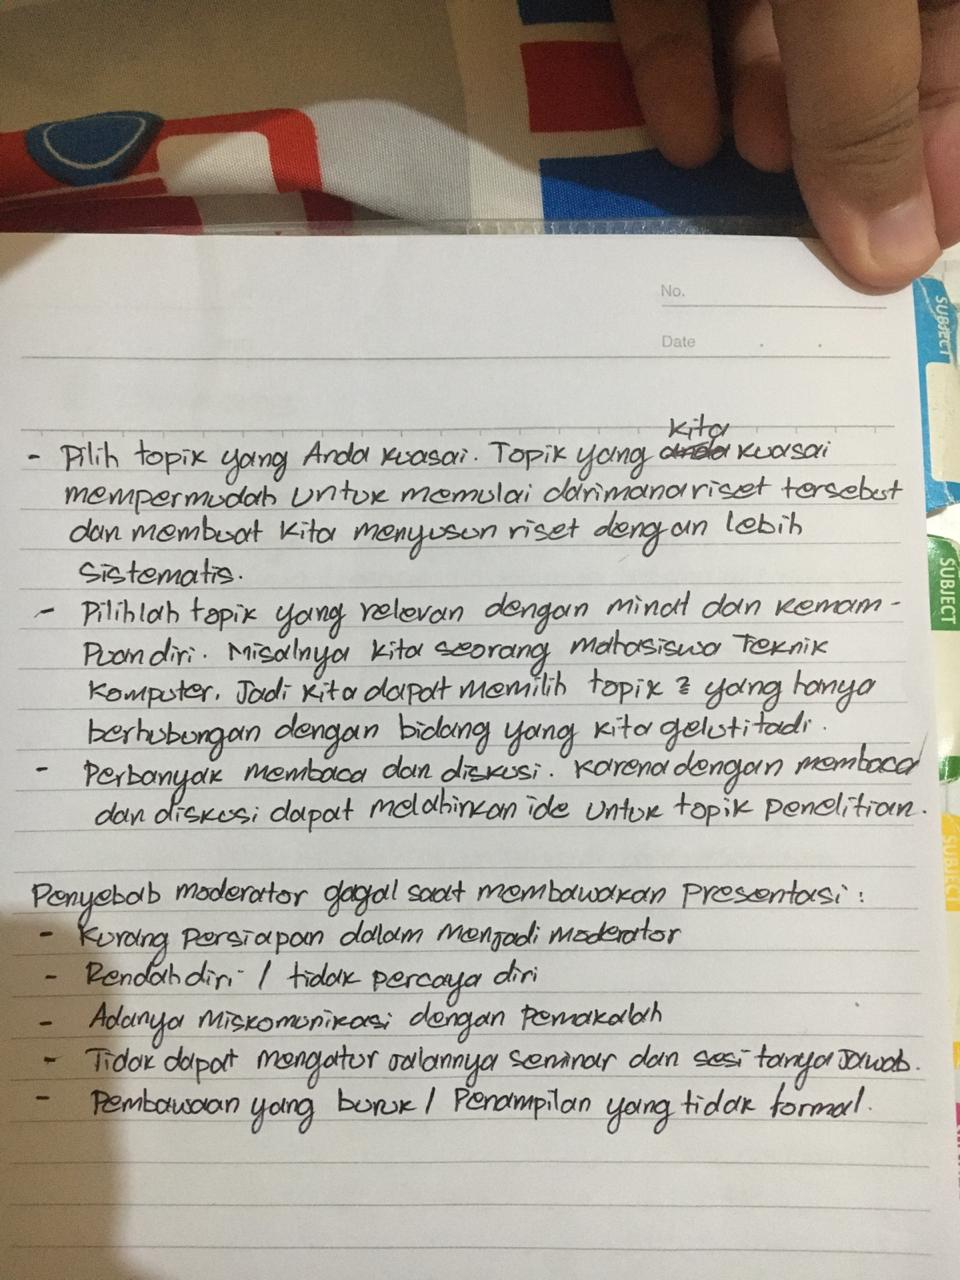 No.
Date
kita
- Pilih topik yang Anda kuasai. Topik yang anda kuasai
mempermudah untuk memulai darimana riset tersebut
dan membuat kita menyusun riset dengan lebih
sistematis.
- Pilihlah topik yang relevan dengan minat dan kemam-
puan diri. Misalnya kita seorang mahasiswa Teknik
Komputer. Jadi kita dapat memilih topik 2 yang hanya
berhubungan dengan bidang yang kita geluti tadi.
- Perbanyak membaca dan diskusi. Karena dengan membaca
dan diskusi dapat melahirkan ide untuk topik penelitian.
Penyebab moderator gagal saat membawakan presentasi :
- Kurang persiapan dalam menjadi moderator
- Rendah diri / tidak percaya diri
- Adanya miskomunikasi dengan pemakalah
- Tidak dapat mengatur jalannya seminar dan sesi tanya jawab.
- Pembawaan yang buruk / Penampilan yang tidak formal.
SUBJECT
SUBJECT
SUBJECT